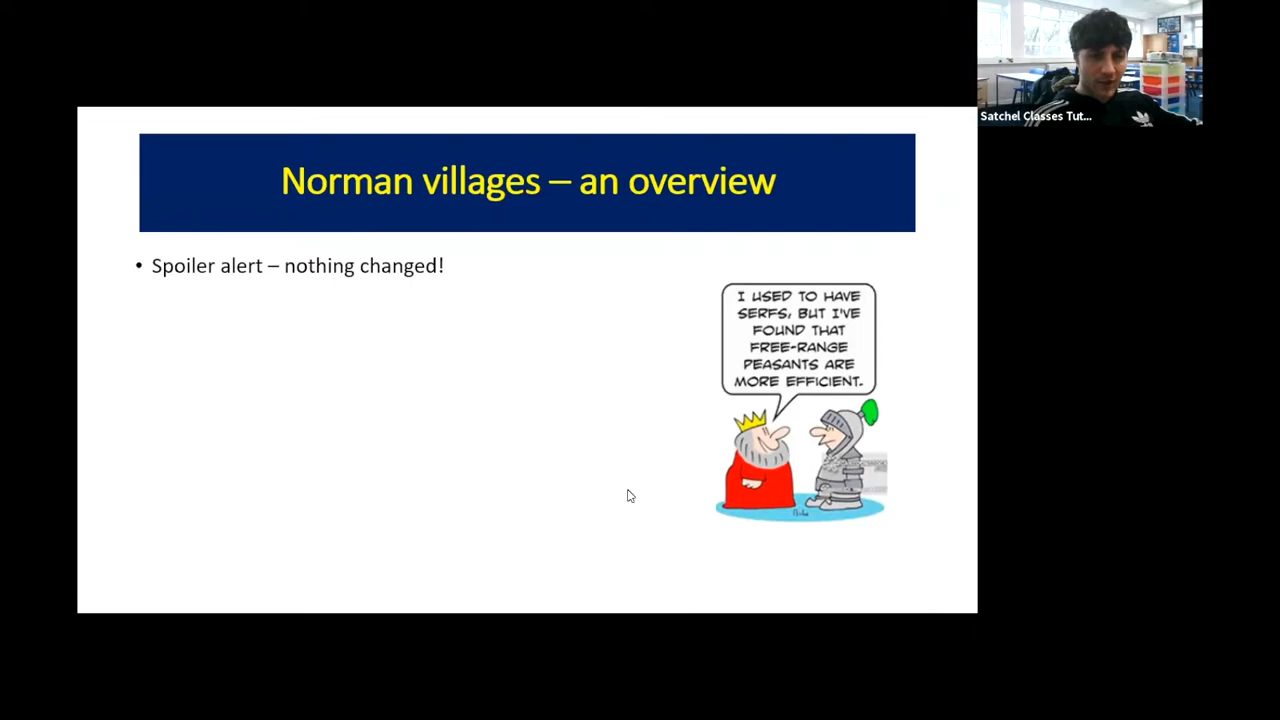 Satchel Classes Tut...
Norman villages – an overview
• Spoiler alert – nothing changed!
I USED TO HAVE
SERFS, BUT I'VE
FOUND THAT
FREE-RANGE
PEASANTS ARE
MORE EFFICIENT.